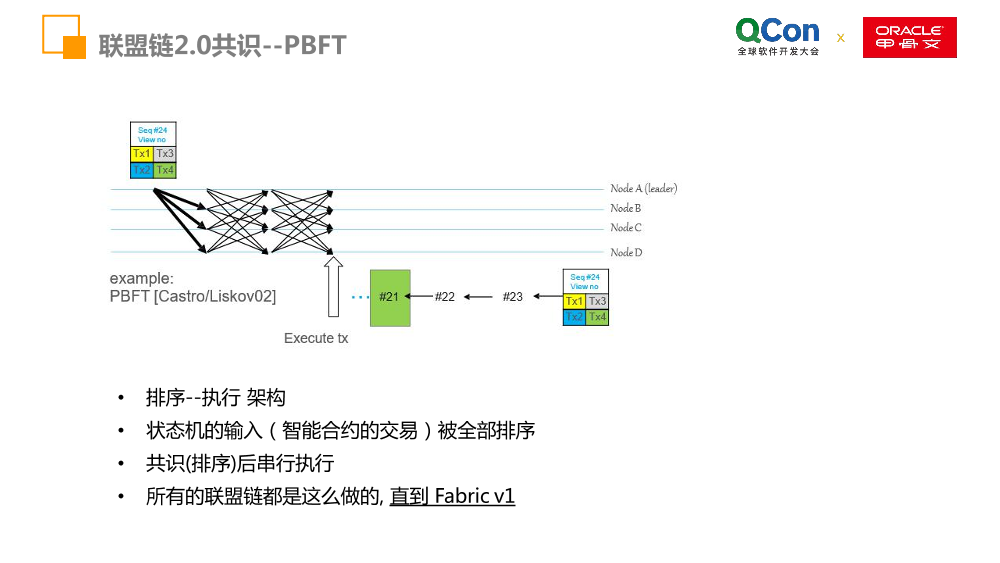 联盟链2.0共识--PBFT
QCon
全球软件开发大会
x
ORACLE
甲骨文
Seq #24
View no
Tx1 Tx3
Tx2 Tx4
Node A (leader)
Node B
Node C
Node D
example:
PBFT [Castro/Liskov02]
Execute tx
... #21 #22 #23
Seq #24
View no
Tx1 Tx3
Tx2 Tx4
• 排序--执行 架构
• 状态机的输入（智能合约的交易）被全部排序
• 共识(排序)后串行执行
• 所有的联盟链都是这么做的, 直到 Fabric v1